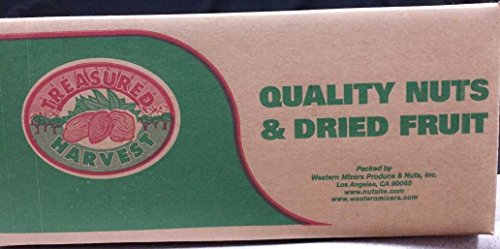 TREASURED
HARVEST
QUALITY NUTS
& DRIED FRUIT
Packed by
Western Mixers Produce & Nuts, Inc.
Los Angeles, CA 90065
www.nutsite.com
www.westernmixers.com